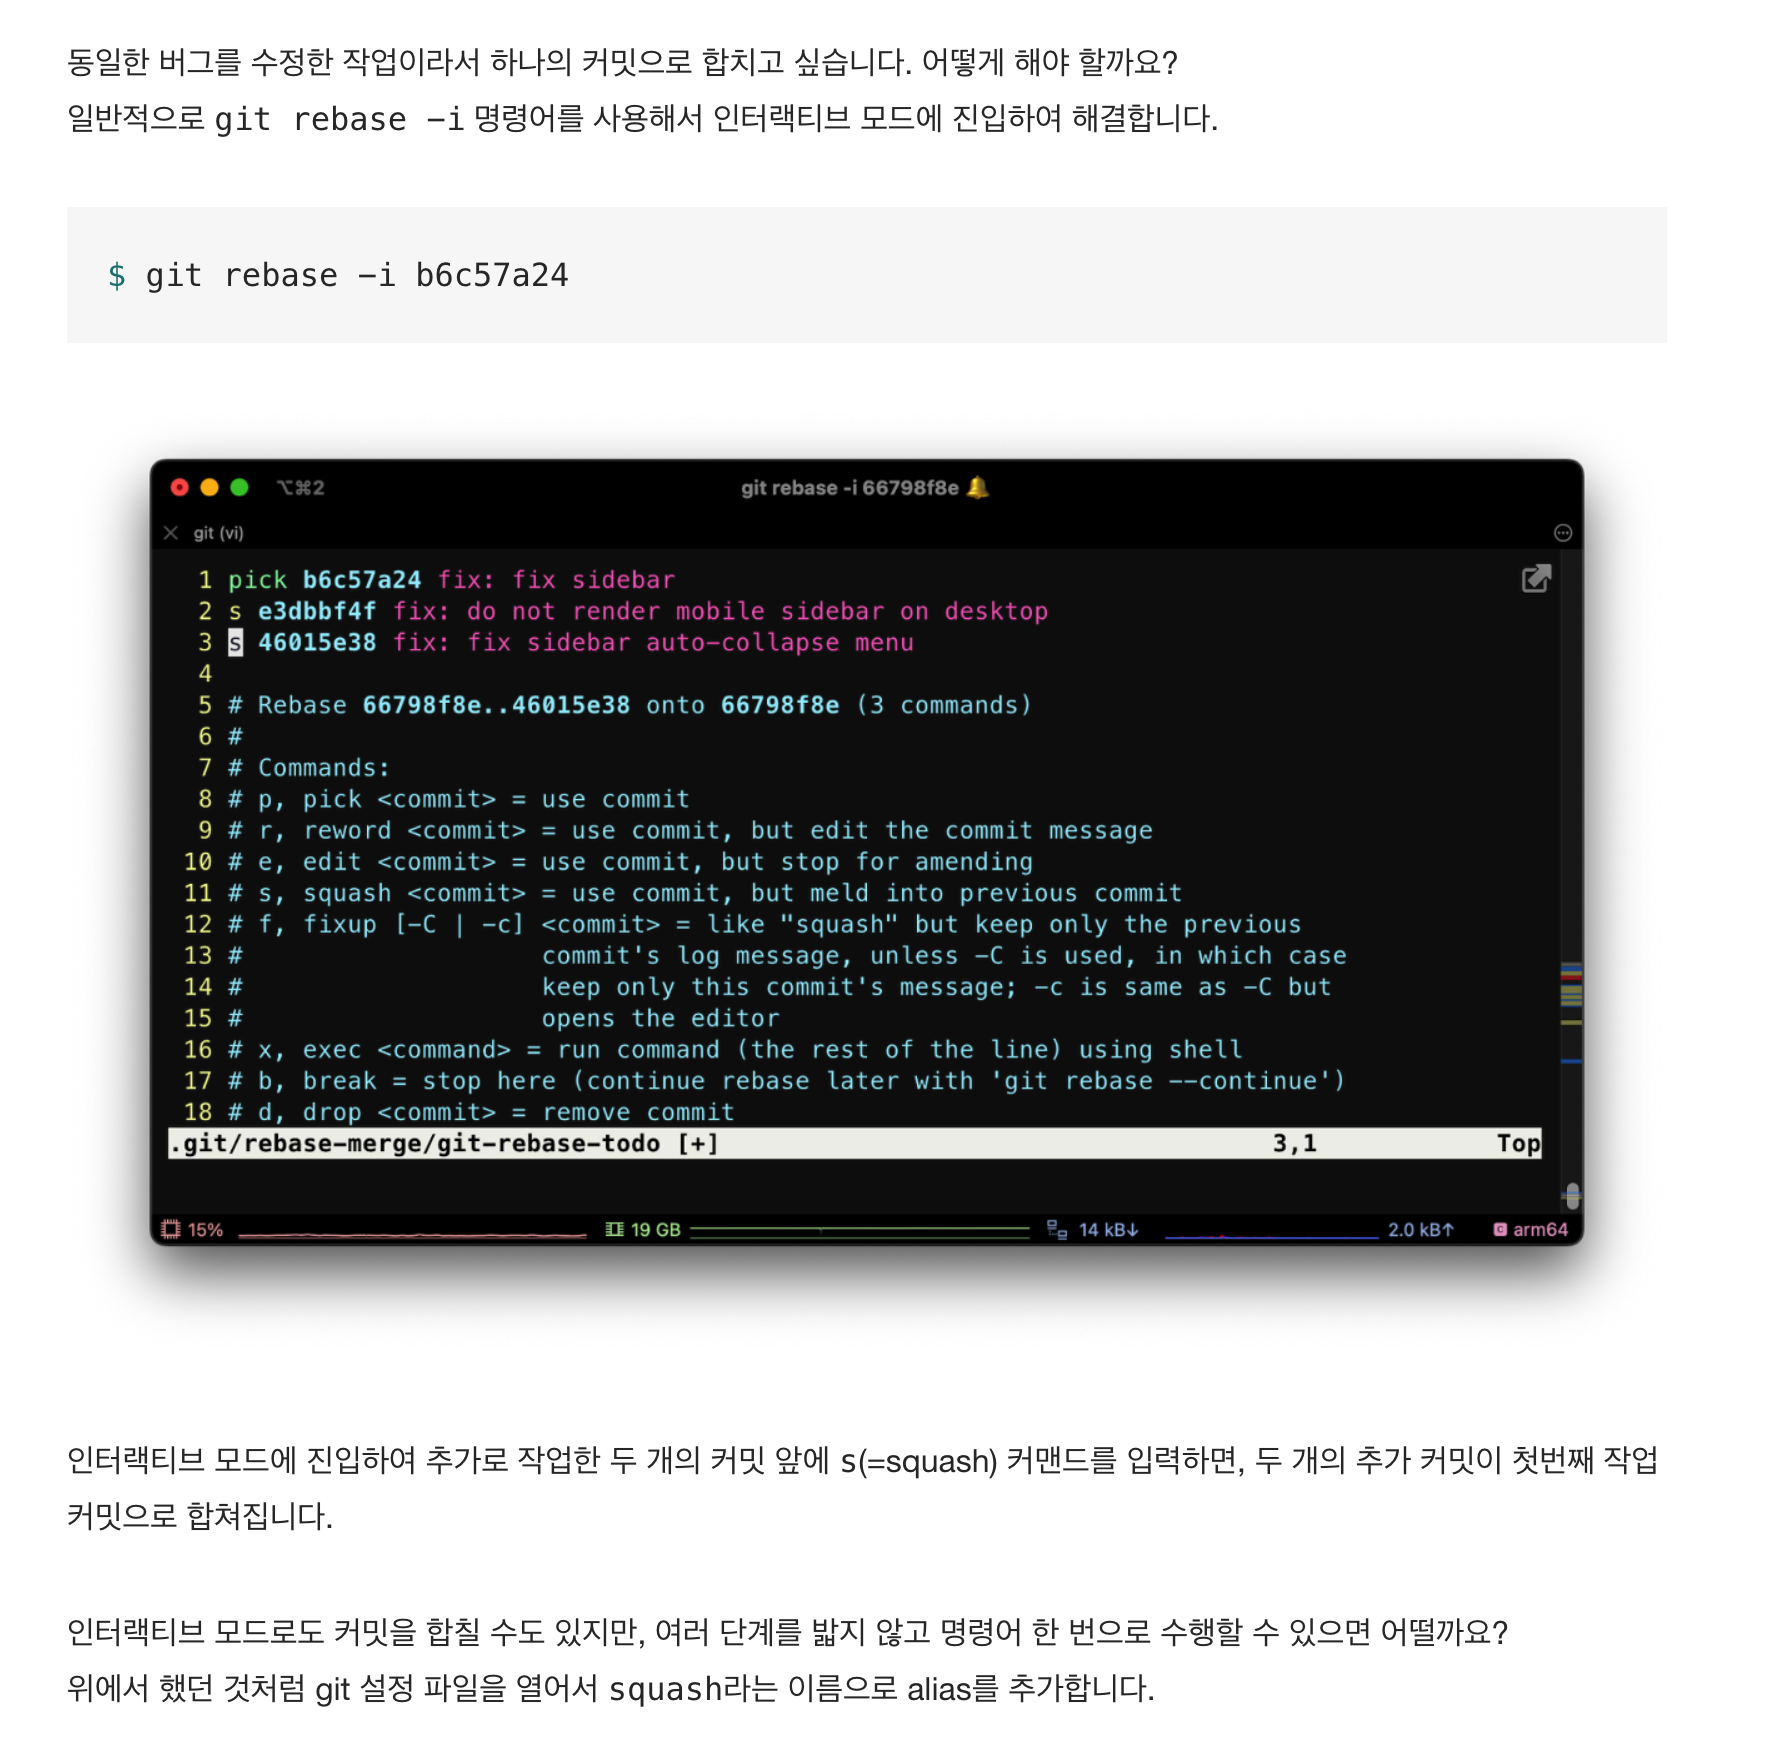 동일한 버그를 수정한 작업이라서 하나의 커밋으로 합치고 싶습니다. 어떻게 해야 할까요?
일반적으로 git rebase -i 명령어를 사용해서 인터랙티브 모드에 진입하여 해결합니다.
$ git rebase -i b6c57a24
⌥⌘2 git rebase -i 66798f8e 🔔
git (vi)
1 pick b6c57a24 fix: fix sidebar
2 s e3dbbf4f fix: do not render mobile sidebar on desktop
3 s 46015e38 fix: fix sidebar auto-collapse menu
4
5 # Rebase 66798f8e..46015e38 onto 66798f8e (3 commands)
6 #
7 # Commands:
8 # p, pick <commit> = use commit
9 # r, reword <commit> = use commit, but edit the commit message
10 # e, edit <commit> = use commit, but stop for amending
11 # s, squash <commit> = use commit, but meld into previous commit
12 # f, fixup [-C | -c] <commit> = like "squash" but keep only the previous
13 # commit's log message, unless -C is used, in which case
14 # keep only this commit's message; -c is same as -C but
15 # opens the editor
16 # x, exec <command> = run command (the rest of the line) using shell
17 # b, break = stop here (continue rebase later with 'git rebase --continue')
18 # d, drop <commit> = remove commit
.git/rebase-merge/git-rebase-todo [+] 3,1 Top
15% 19 GB 14 kB↓ 2.0 kB↑ arm64
인터랙티브 모드에 진입하여 추가로 작업한 두 개의 커밋 앞에 s(=squash) 커맨드를 입력하면, 두 개의 추가 커밋이 첫번째 작업
커밋으로 합쳐집니다.
인터랙티브 모드로도 커밋을 합칠 수도 있지만, 여러 단계를 밟지 않고 명령어 한 번으로 수행할 수 있으면 어떨까요?
위에서 했던 것처럼 git 설정 파일을 열어서 squash라는 이름으로 alias를 추가합니다.